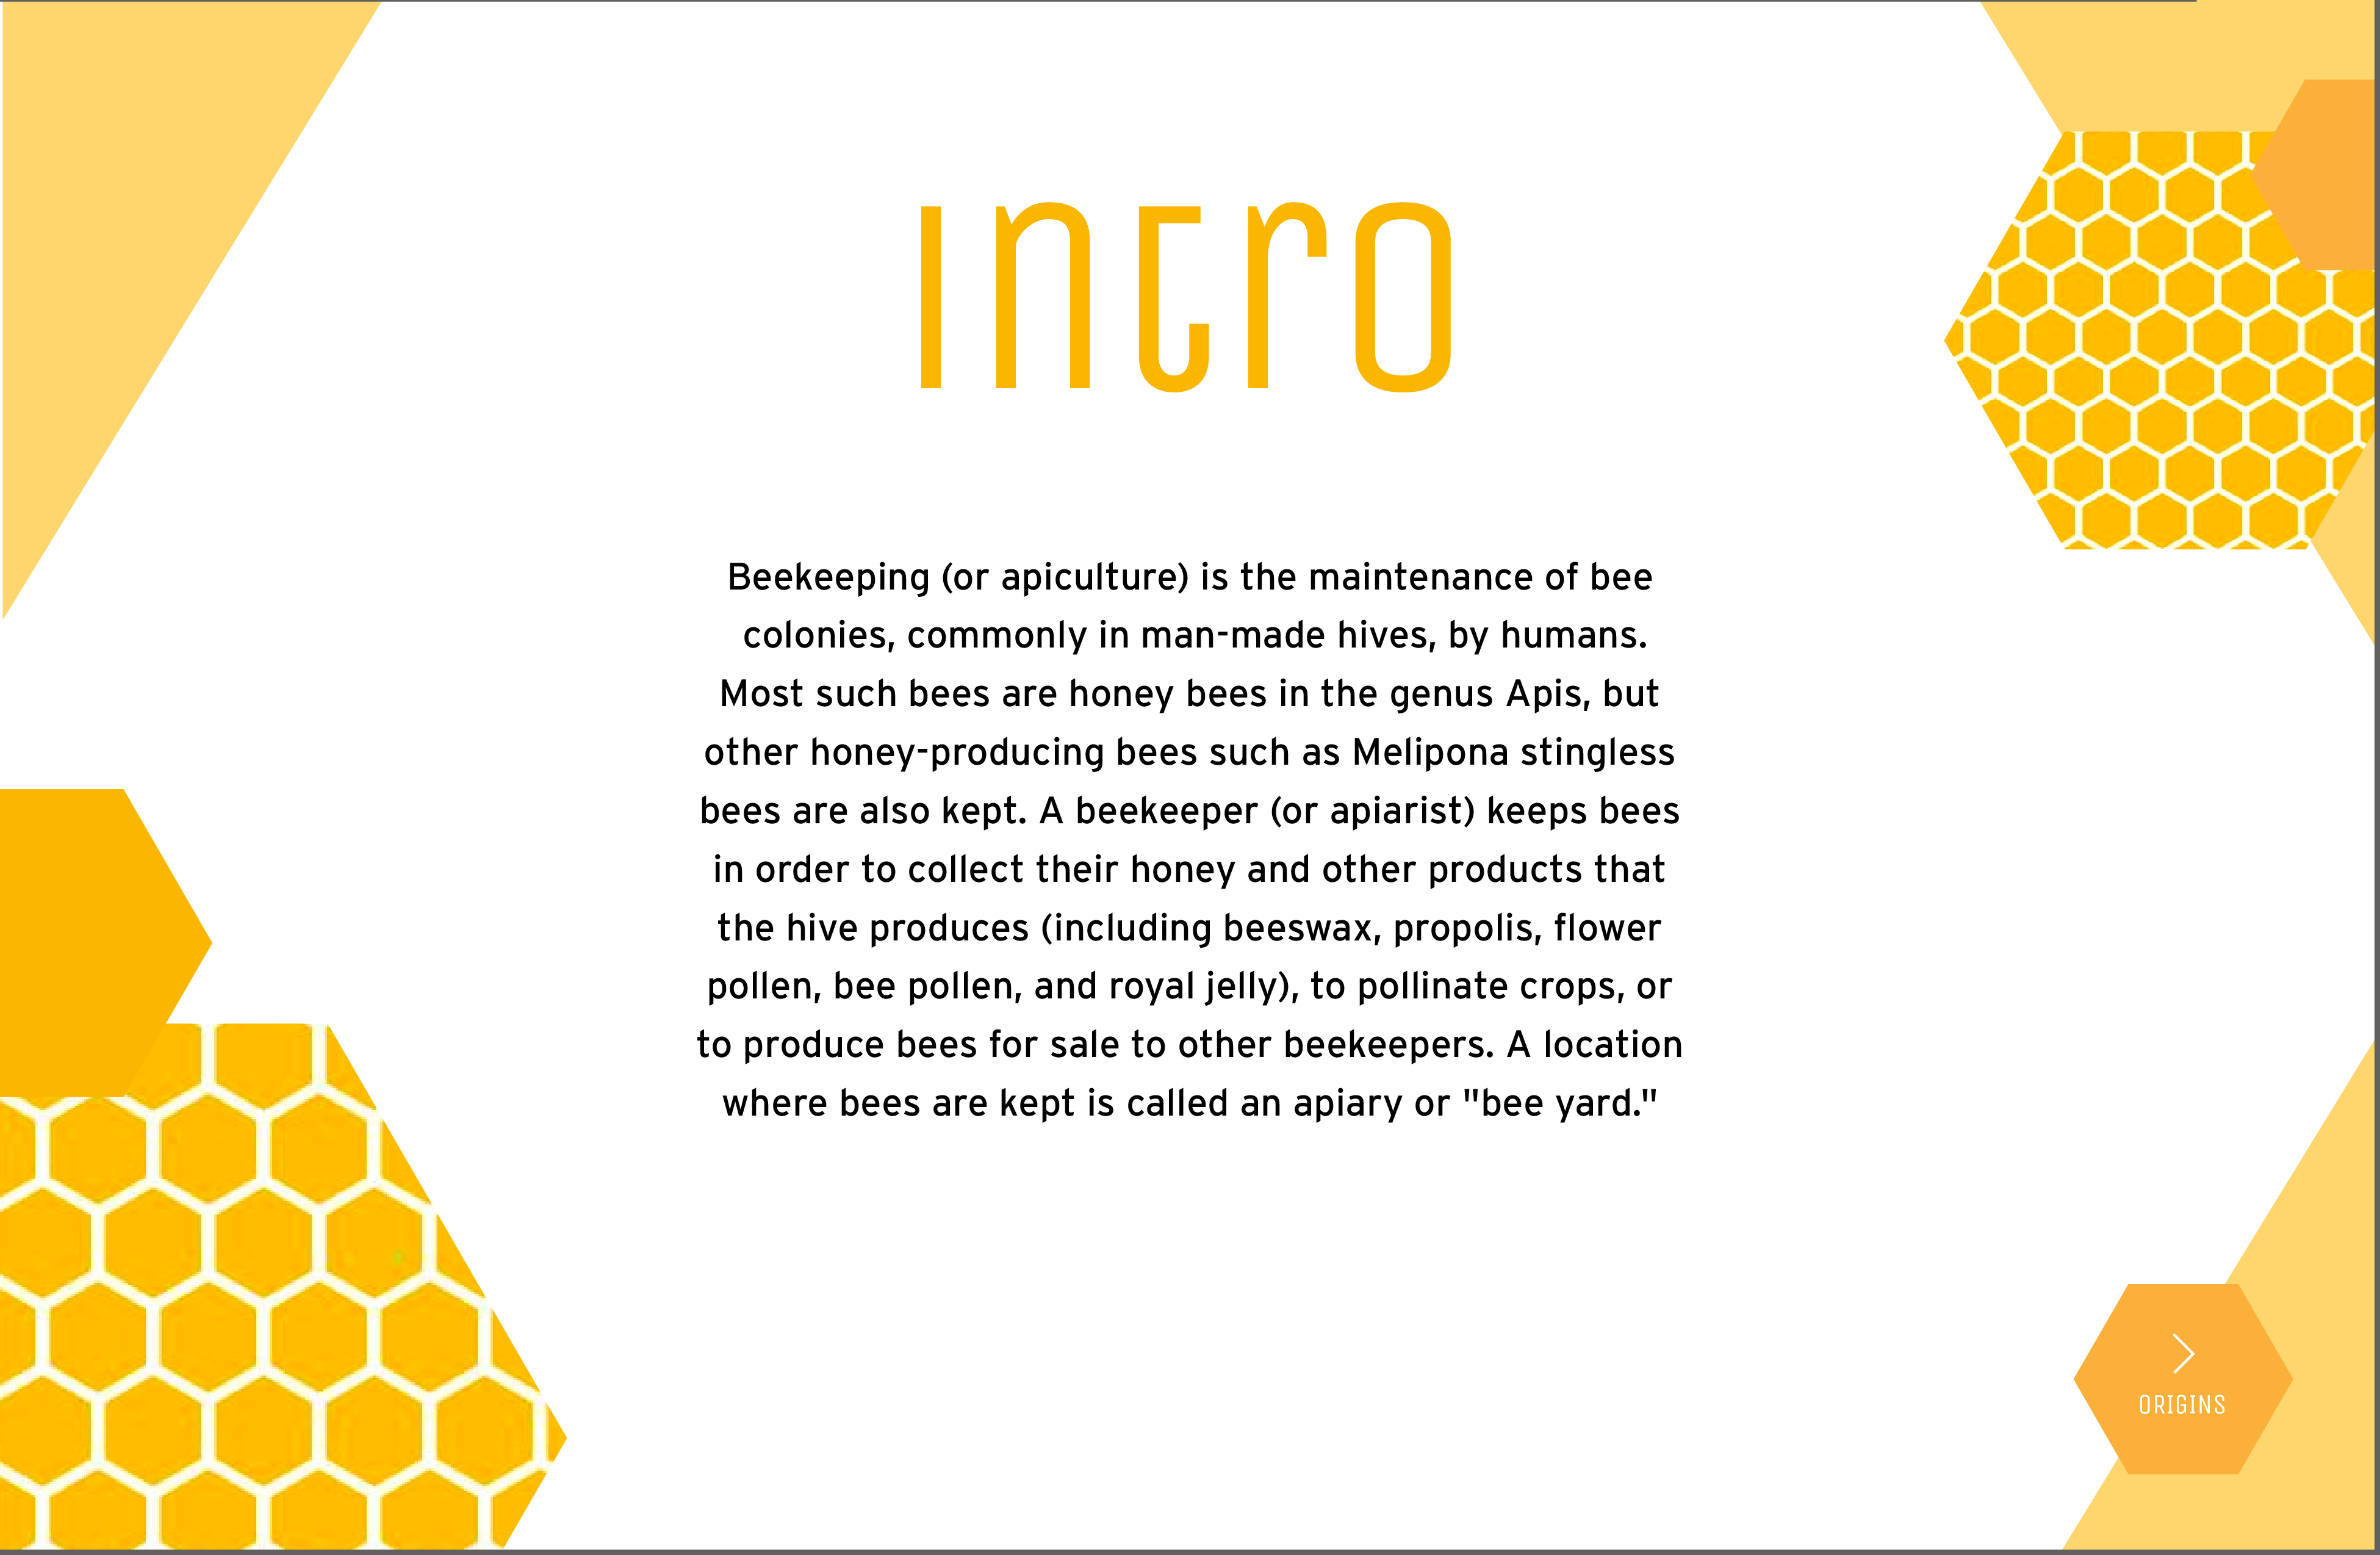 Intro
Beekeeping (or apiculture) is the maintenance of bee
colonies, commonly in man-made hives, by humans.
Most such bees are honey bees in the genus Apis, but
other honey-producing bees such as Melipona stingless
bees are also kept. A beekeeper (or apiarist) keeps bees
in order to collect their honey and other products that
the hive produces (including beeswax, propolis, flower
pollen, bee pollen, and royal jelly), to pollinate crops, or
to produce bees for sale to other beekeepers. A location
where bees are kept is called an apiary or "bee yard."
ORIGINS